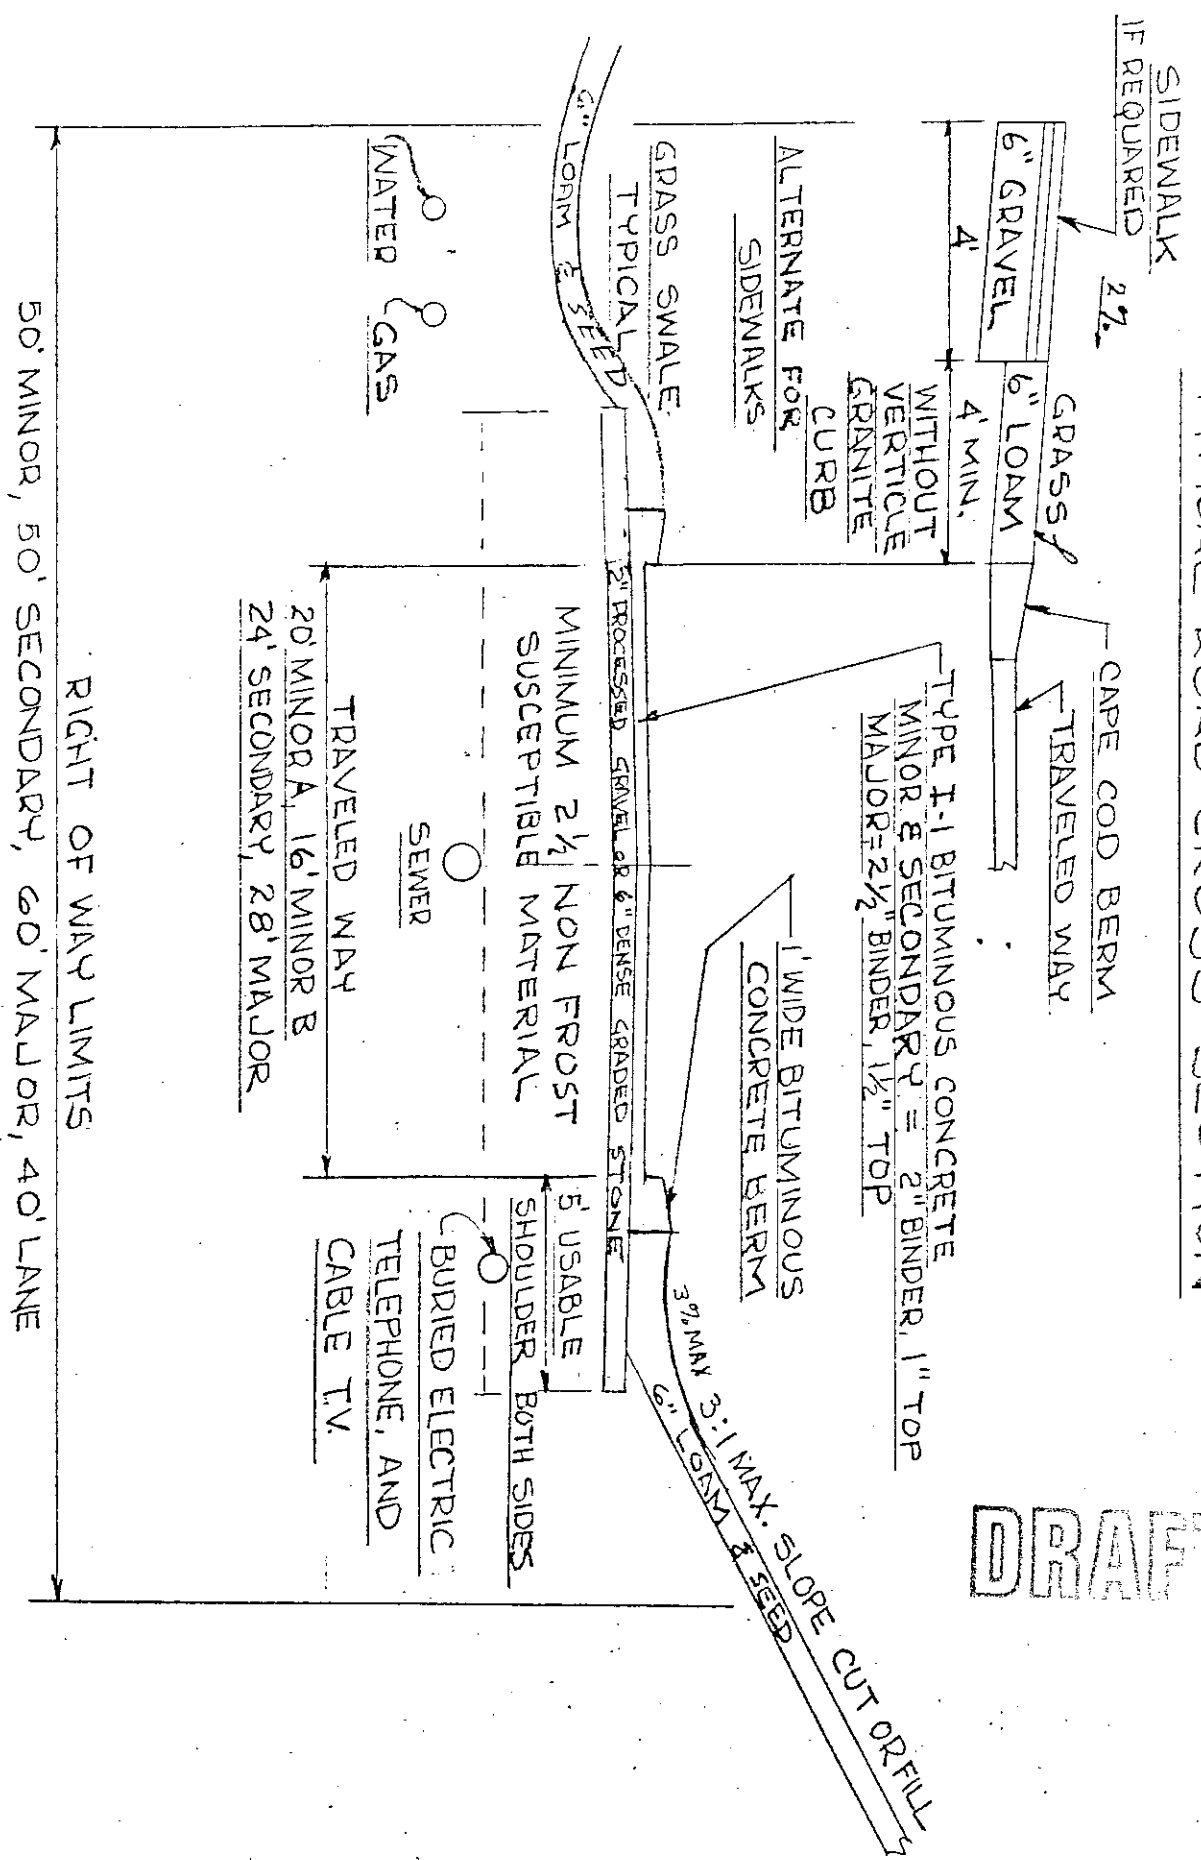 TYPICAL ROAD CROSS SECTION
DRAFT
SIDEWALK
IF REQUARED
2%
GRASS
CAPE COD BERM
TRAVELED WAY
6" GRAVEL
6" LOAM
4'
4' MIN.
WITHOUT
VERTICLE
GRANITE
CURB
ALTERNATE FOR
SIDEWALKS
TYPE I-1 BITUMINOUS CONCRETE
MINOR & SECONDARY = 2" BINDER, 1" TOP
MAJOR=2½" BINDER, 1½" TOP
1' WIDE BITUMINOUS
CONCRETE BERM
GRASS SWALE
TYPICAL
6" LOAM & SEED
3% MAX
3:1 MAX. SLOPE CUT OR FILL
6" LOAM & SEED
12" PROCESSED GRAVEL OR 6" DENSE GRADED STONE
MINIMUM 2½ NON FROST
SUSCEPTIBLE MATERIAL
5' USABLE
SHOULDER BOTH SIDES
WATER
GAS
SEWER
BURIED ELECTRIC
TELEPHONE, AND
CABLE T.V.
TRAVELED WAY
20' MINOR A, 16' MINOR B
24' SECONDARY, 28' MAJOR
RIGHT OF WAY LIMITS
50' MINOR, 50' SECONDARY, 60' MAJOR, 40' LANE